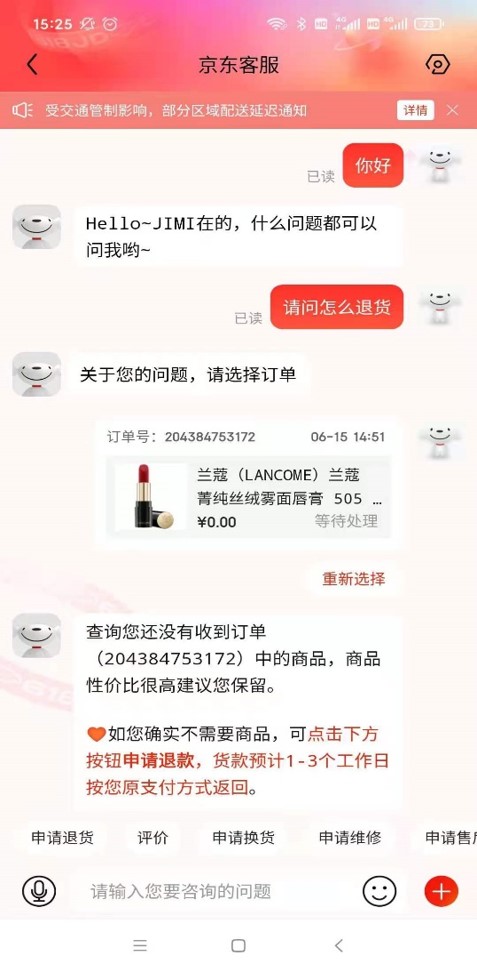 15:25
4G
HD
4G
HD
73
京东客服
受交通管制影响，部分区域配送延迟通知
详情
已读
你好
Hello~JIMI在的，什么问题都可以
问我哟~
已读
请问怎么退货
关于您的问题，请选择订单
订单号：204384753172
06-15 14:51
兰蔻（LANCOME）兰蔻
菁纯丝绒雾面唇膏 505 …
¥0.00
等待处理
重新选择
查询您还没有收到订单
（204384753172）中的商品，商品
性价比很高建议您保留。
如您确实不需要商品，可点击下方
按钮申请退款，货款预计1-3个工作日
按您原支付方式返回。
申请退货
评价
申请换货
申请维修
申请售
请输入您要咨询的问题